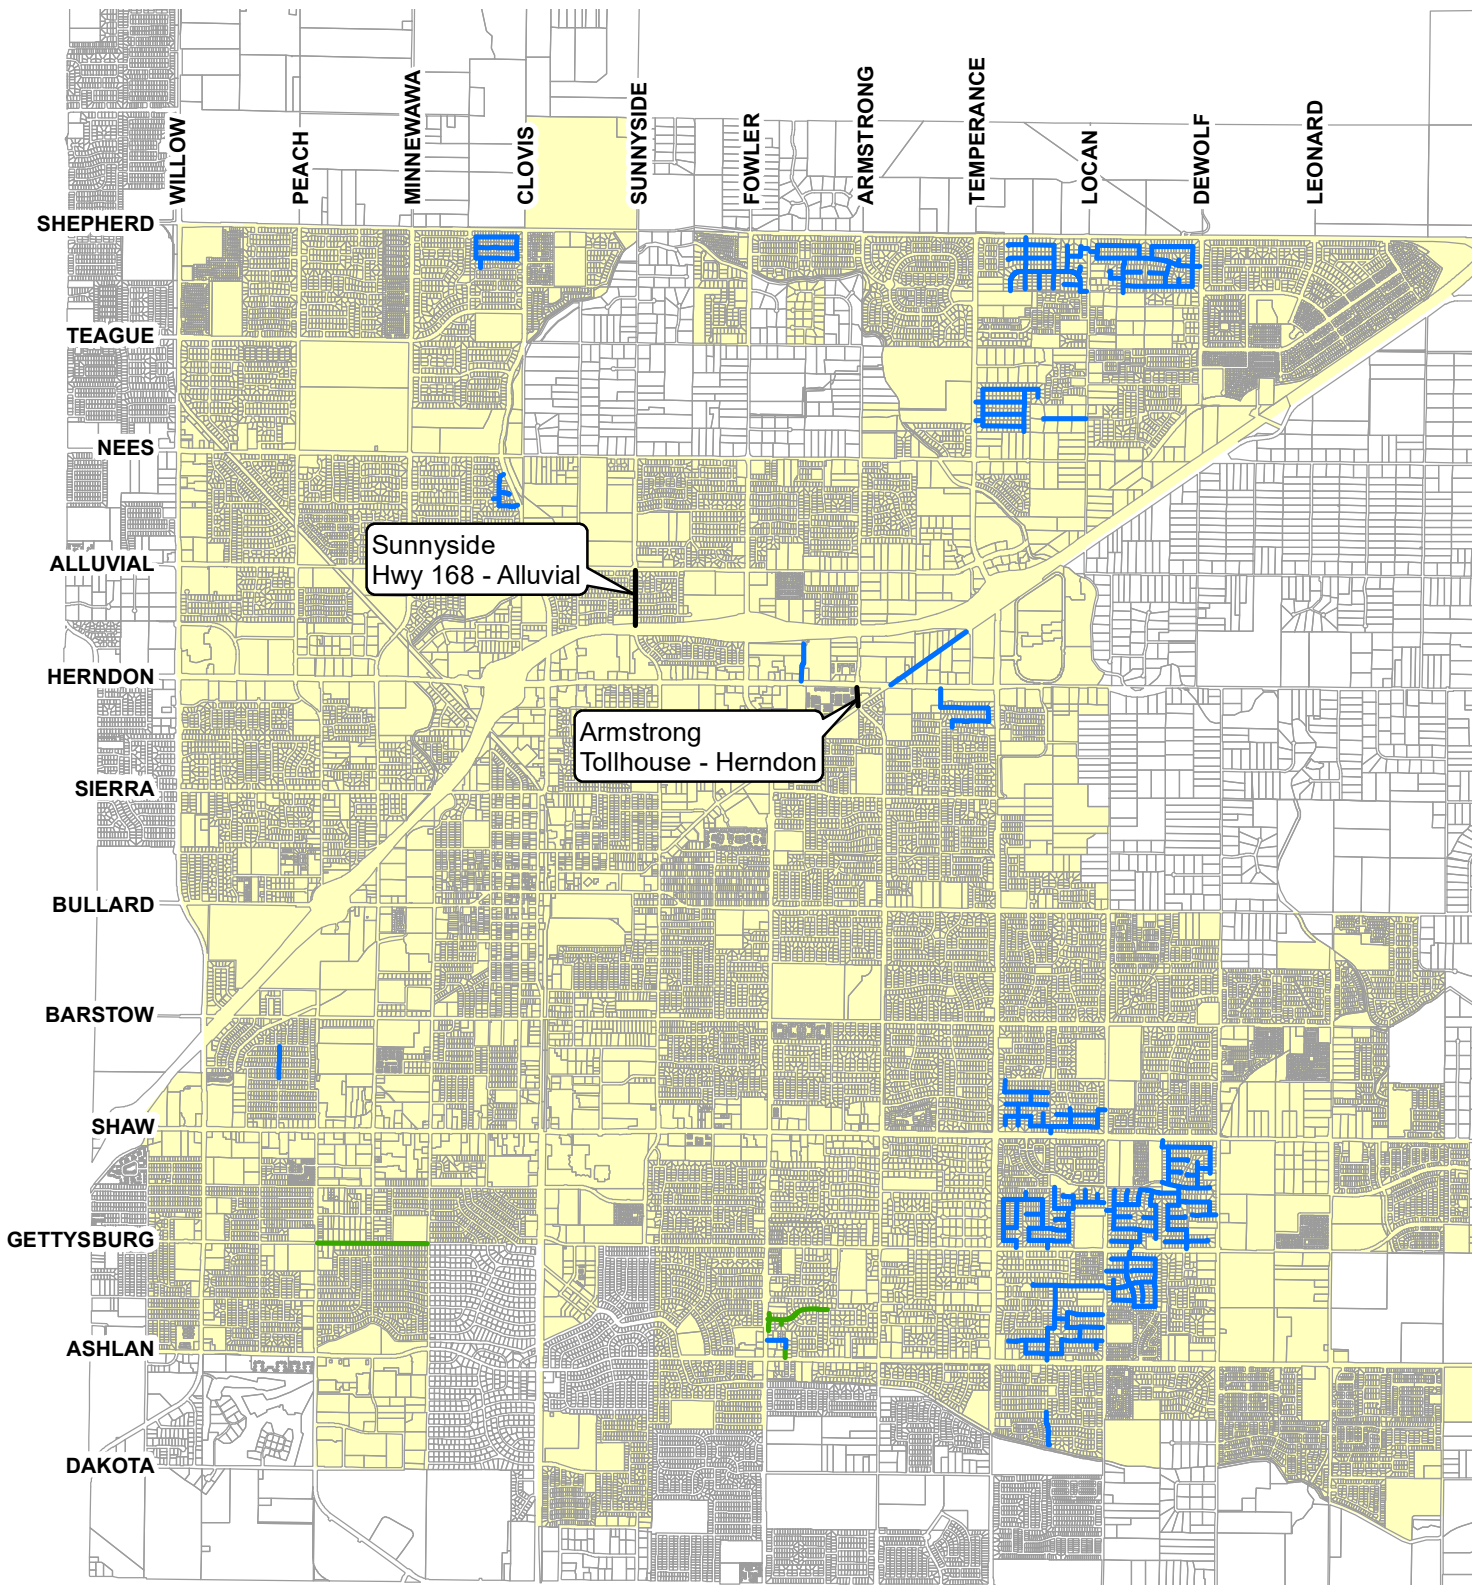 WILLOW
PEACH
MINNEWAWA
CLOVIS
SUNNYSIDE
FOWLER
ARMSTRONG
TEMPERANCE
LOCAN
DEWOLF
LEONARD
SHEPHERD
TEAGUE
NEES
ALLUVIAL
HERNDON
SIERRA
BULLARD
BARSTOW
SHAW
GETTYSBURG
ASHLAN
DAKOTA
Sunnyside
Hwy 168 - Alluvial
Armstrong
Tollhouse - Herndon